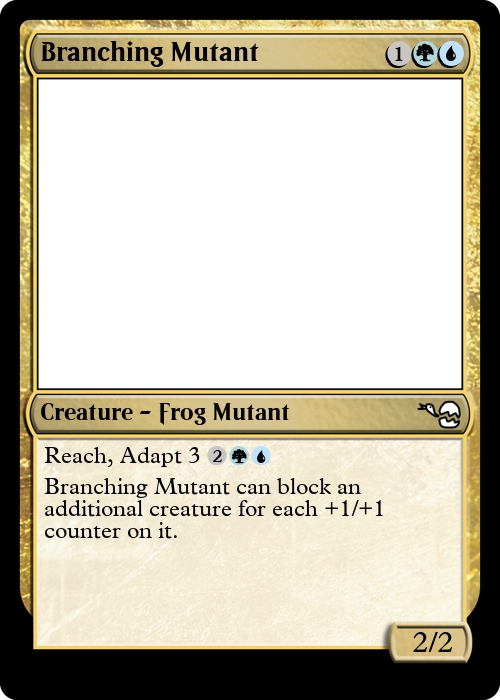 Branching Mutant 1
Creature – Frog Mutant
Reach, Adapt 3 2
Branching Mutant can block an
additional creature for each +1/+1
counter on it.
2/2